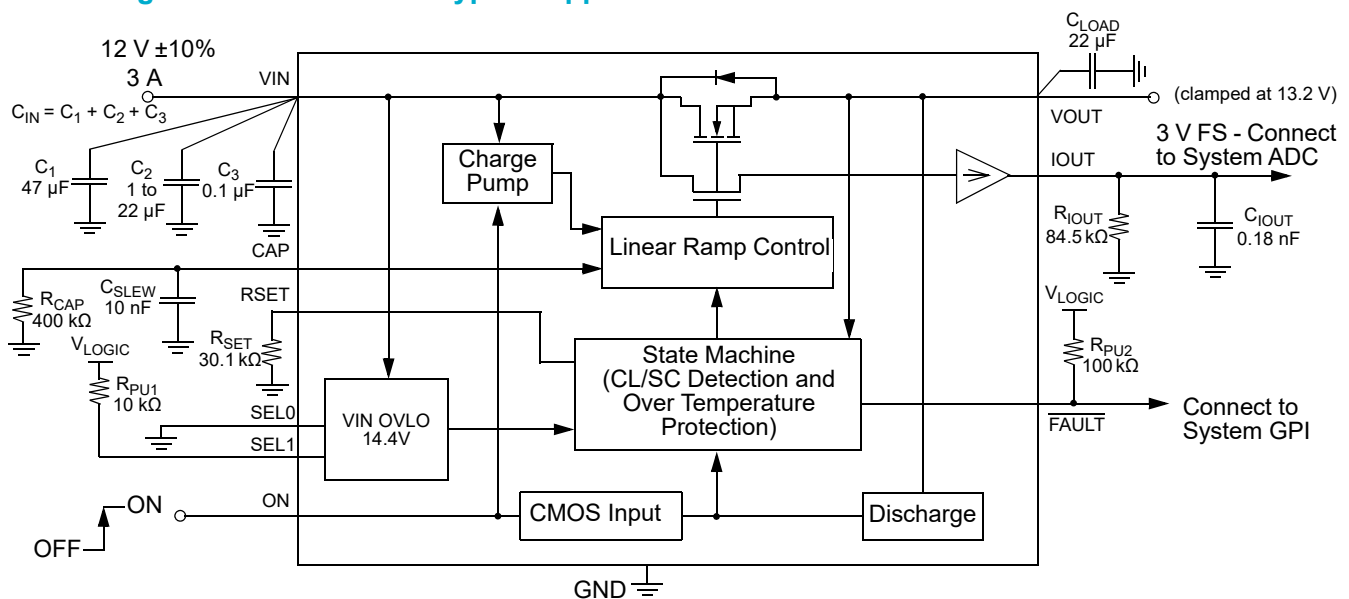 12 V ±10%
3 A
VIN
C_IN = C_1 + C_2 + C_3
C_1
47 µF
C_2
1 to
22 µF
C_3
0.1 µF
Charge
Pump
C_LOAD
22 µF
(clamped at 13.2 V)
VOUT
3 V FS - Connect
to System ADC
IOUT
R_IOUT
84.5 kΩ
C_IOUT
0.18 nF
CAP
Linear Ramp Control
R_CAP
400 kΩ
C_SLEW
10 nF
RSET
R_SET
30.1 kΩ
V_LOGIC
R_PU1
10 kΩ
SEL0
SEL1
VIN OVLO
14.4V
State Machine
(CL/SC Detection and
Over Temperature
Protection)
V_LOGIC
R_PU2
100 kΩ
FAULT
Connect to
System GPI
ON
OFF
ON
CMOS Input
Discharge
GND